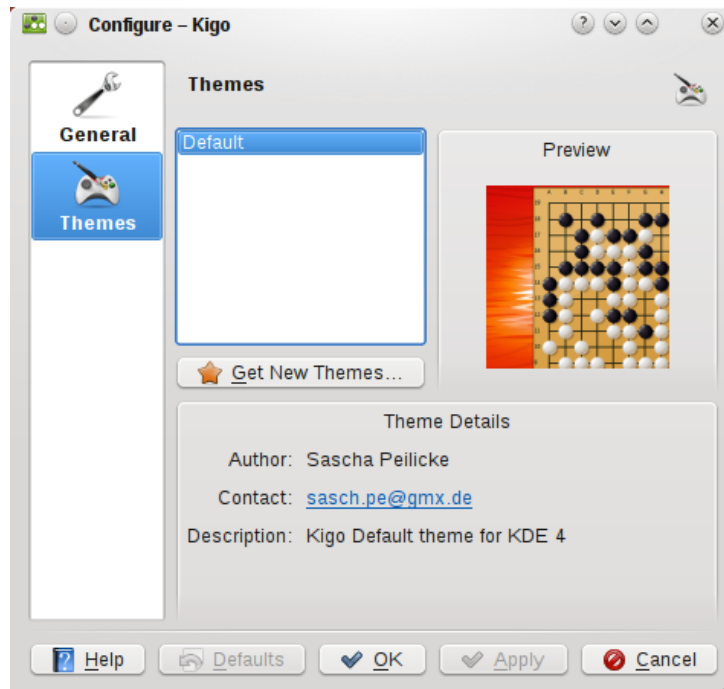 Configure – Kigo
General
Themes
Themes
Default
Get New Themes...
Preview
Theme Details
Author: Sascha Peilicke
Contact: sasch.pe@gmx.de
Description: Kigo Default theme for KDE 4
Help
Defaults
OK
Apply
Cancel